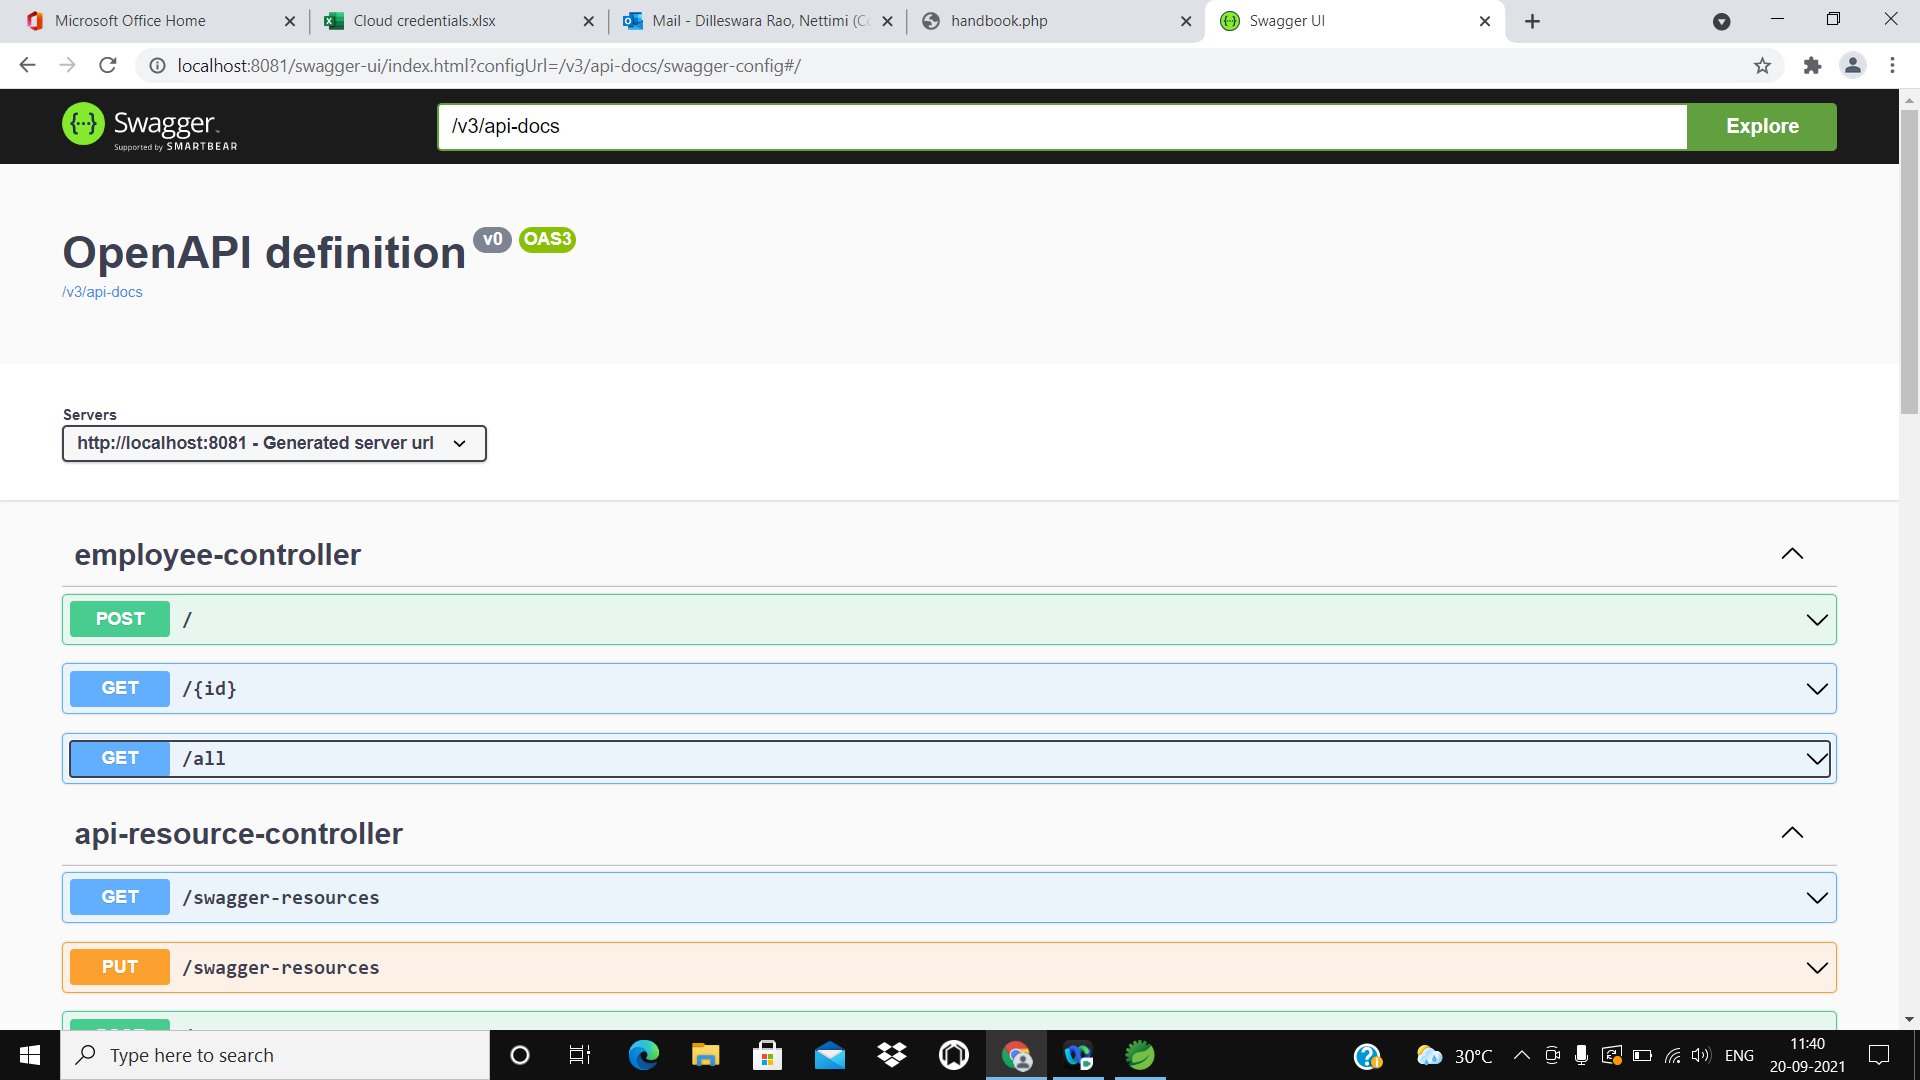 Microsoft Office Home
Cloud credentials.xlsx
Mail - Dilleswara Rao, Nettimi (Co
handbook.php
Swagger UI
localhost:8081/swagger-ui/index.html?configUrl=/v3/api-docs/swagger-config#/
Swagger
Supported by SMARTBEAR
/v3/api-docs
Explore
OpenAPI definition v0 OAS3
/v3/api-docs
Servers
http://localhost:8081 - Generated server url
employee-controller
POST /
GET /{id}
GET /all
api-resource-controller
GET /swagger-resources
PUT /swagger-resources
Type here to search
30°C
ENG
11:40
20-09-2021